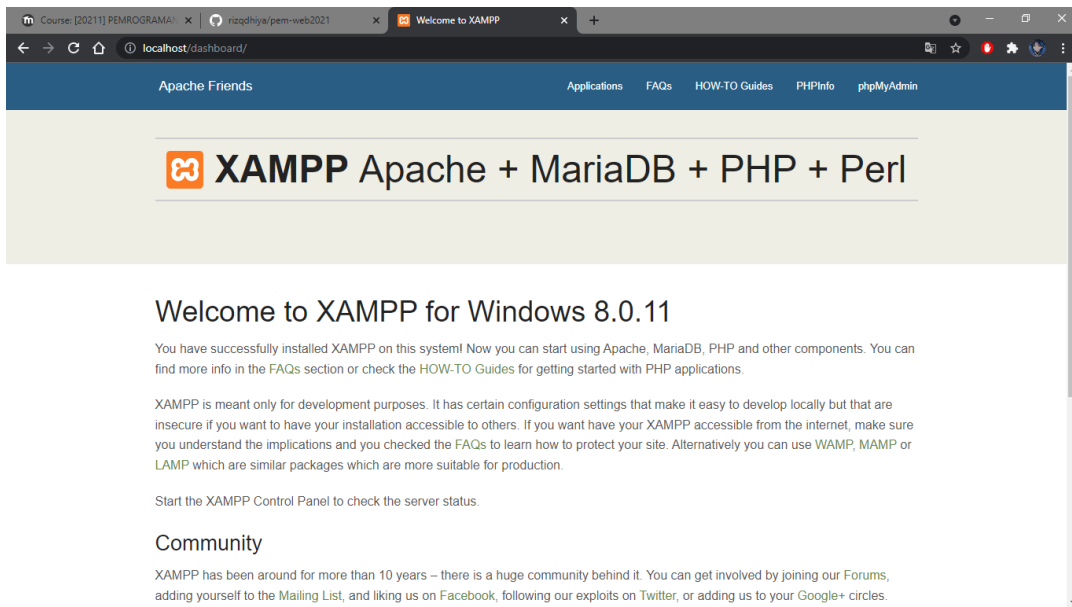 Course: [20211] PEMROGRAMAN
rizqdhiya/pem-web2021
Welcome to XAMPP
localhost/dashboard/
Apache Friends
Applications
FAQs
HOW-TO Guides
PHPInfo
phpMyAdmin
XAMPP Apache + MariaDB + PHP + Perl
Welcome to XAMPP for Windows 8.0.11
You have successfully installed XAMPP on this system! Now you can start using Apache, MariaDB, PHP and other components. You can
find more info in the FAQs section or check the HOW-TO Guides for getting started with PHP applications.
XAMPP is meant only for development purposes. It has certain configuration settings that make it easy to develop locally but that are
insecure if you want to have your installation accessible to others. If you want have your XAMPP accessible from the internet, make sure
you understand the implications and you checked the FAQs to learn how to protect your site. Alternatively you can use WAMP, MAMP or
LAMP which are similar packages which are more suitable for production.
Start the XAMPP Control Panel to check the server status.
Community
XAMPP has been around for more than 10 years – there is a huge community behind it. You can get involved by joining our Forums,
adding yourself to the Mailing List, and liking us on Facebook, following our exploits on Twitter, or adding us to your Google+ circles.